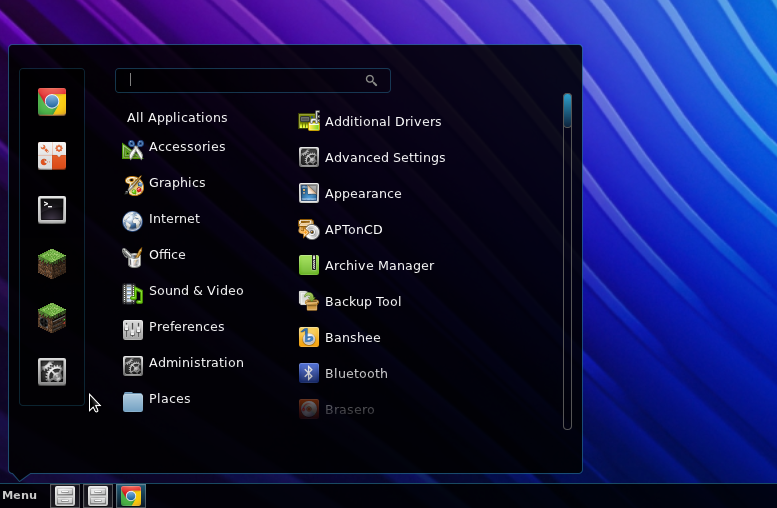 All Applications
Accessories
Graphics
Internet
Office
Sound & Video
Preferences
Administration
Places
Additional Drivers
Advanced Settings
Appearance
APTonCD
Archive Manager
Backup Tool
Banshee
Bluetooth
Brasero
Menu